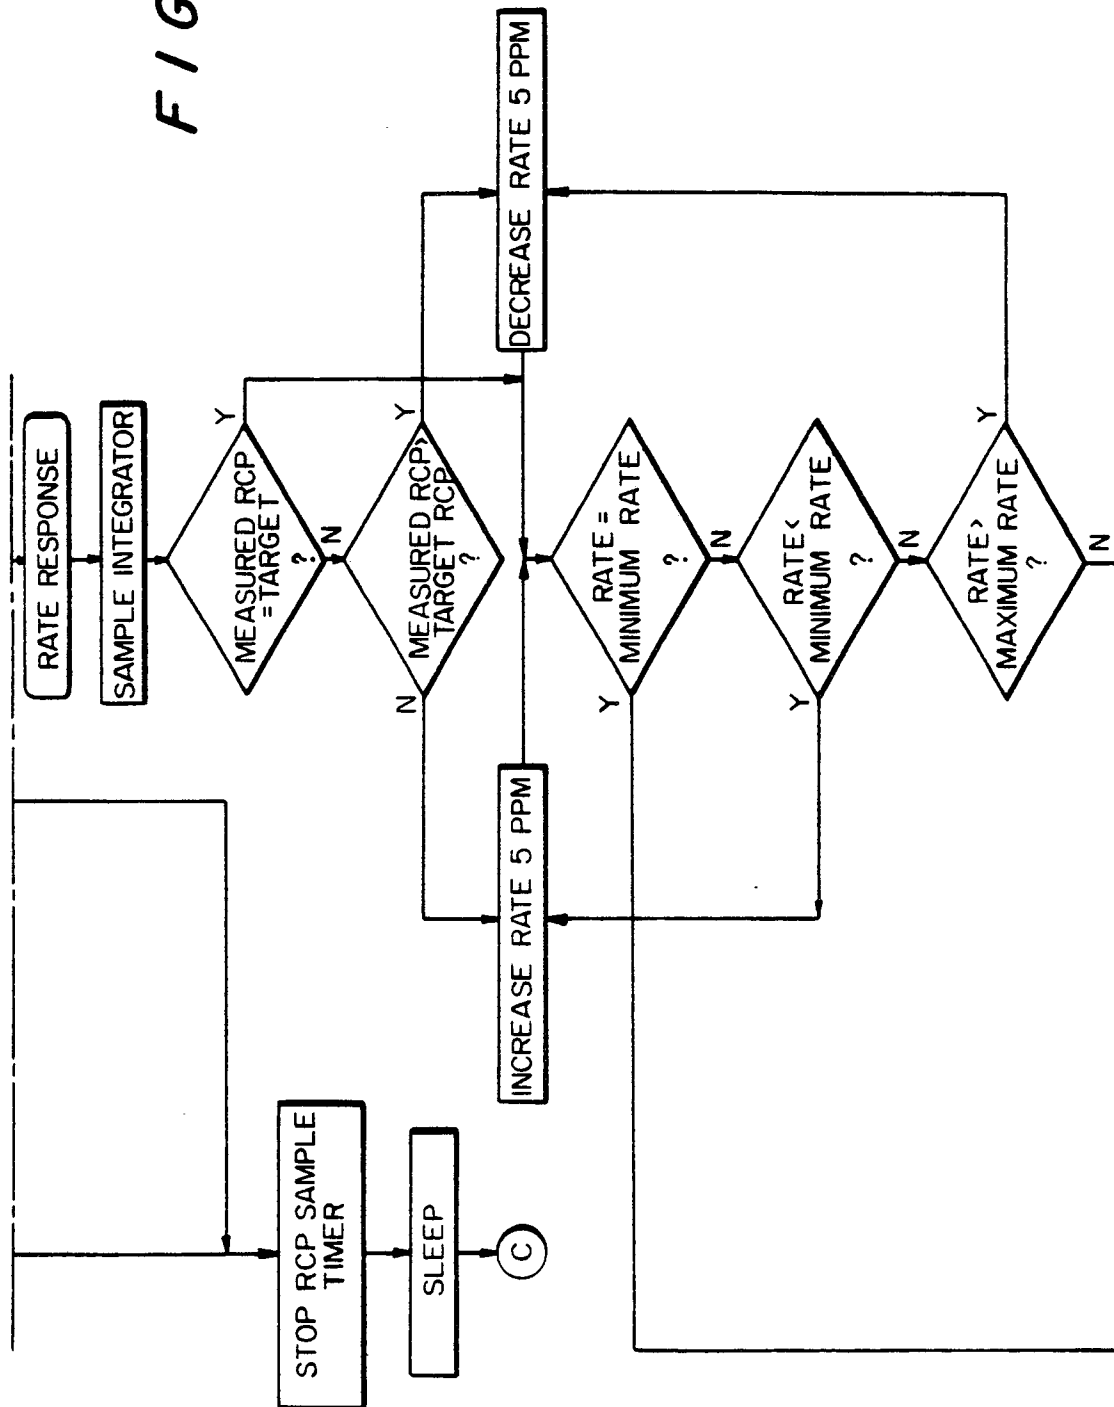 FIG
RATE RESPONSE
SAMPLE INTEGRATOR
MEASURED RCP
=TARGET
?
Y
N
MEASURED RCP>
TARGET RCP
?
Y
N
DECREASE RATE 5 PPM
INCREASE RATE 5 PPM
RATE =
MINIMUM RATE
?
Y
N
RATE<
MINIMUM RATE
?
Y
N
RATE>
MAXIMUM RATE
?
Y
N
STOP RCP SAMPLE
TIMER
SLEEP
C